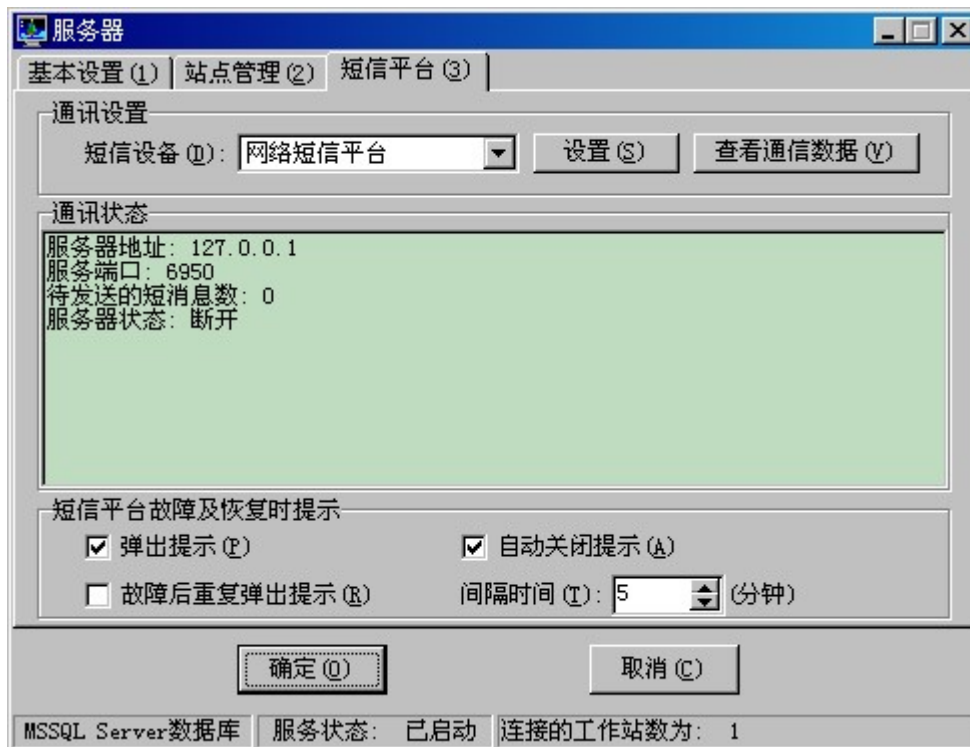 服务器
基本设置(1) 站点管理(2) 短信平台(3)
通讯设置
短信设备(D): 网络短信平台 设置(S) 查看通信数据(V)
通讯状态
服务器地址: 127.0.0.1
服务端口: 6950
待发送的短消息数: 0
服务器状态: 断开
短信平台故障及恢复时提示
弹出提示(P) 自动关闭提示(A)
故障后重复弹出提示(R) 间隔时间(T): 5 (分钟)
确定(O) 取消(C)
MSSQL Server数据库 服务状态: 已启动 连接的工作站数为: 1